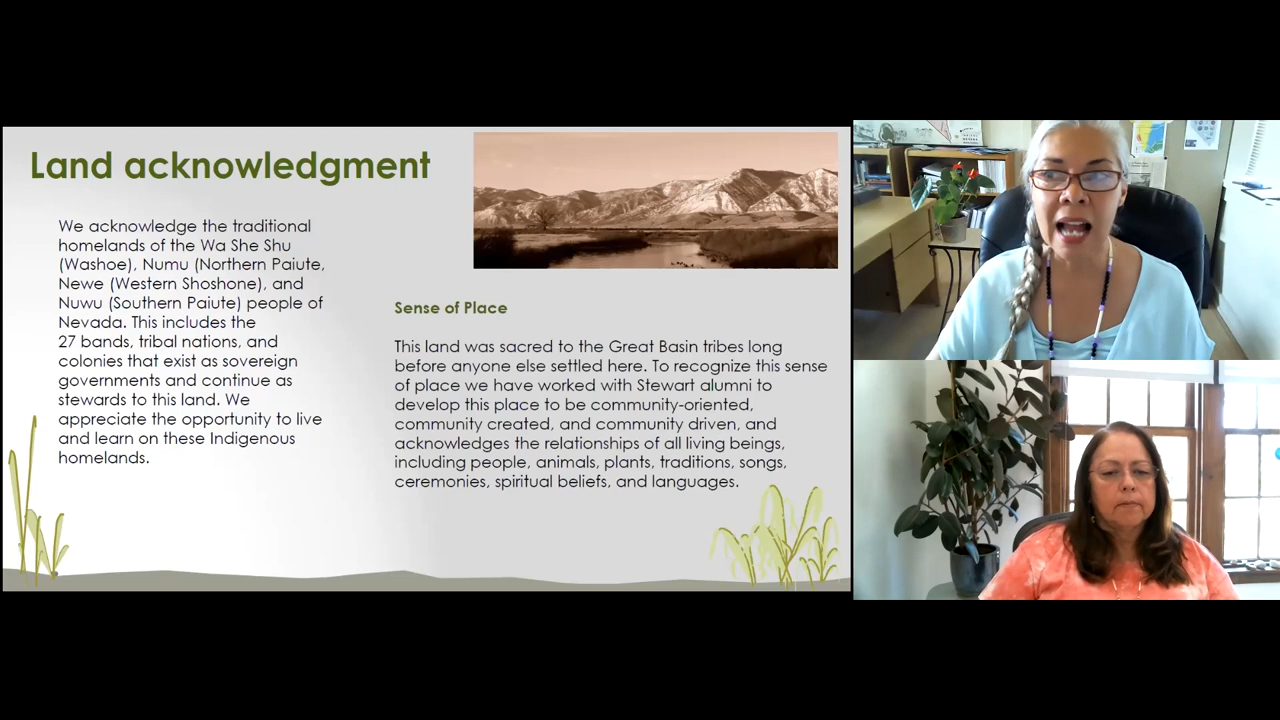 Land acknowledgment
We acknowledge the traditional
homelands of the Wa She Shu
(Washoe), Numu (Northern Paiute,
Newe (Western Shoshone), and
Nuwu (Southern Paiute) people of
Nevada. This includes the
27 bands, tribal nations, and
colonies that exist as sovereign
governments and continue as
stewards to this land. We
appreciate the opportunity to live
and learn on these Indigenous
homelands.
Sense of Place
This land was sacred to the Great Basin tribes long
before anyone else settled here. To recognize this sense
of place we have worked with Stewart alumni to
develop this place to be community-oriented,
community created, and community driven, and
acknowledges the relationships of all living beings,
including people, animals, plants, traditions, songs,
ceremonies, spiritual beliefs, and languages.